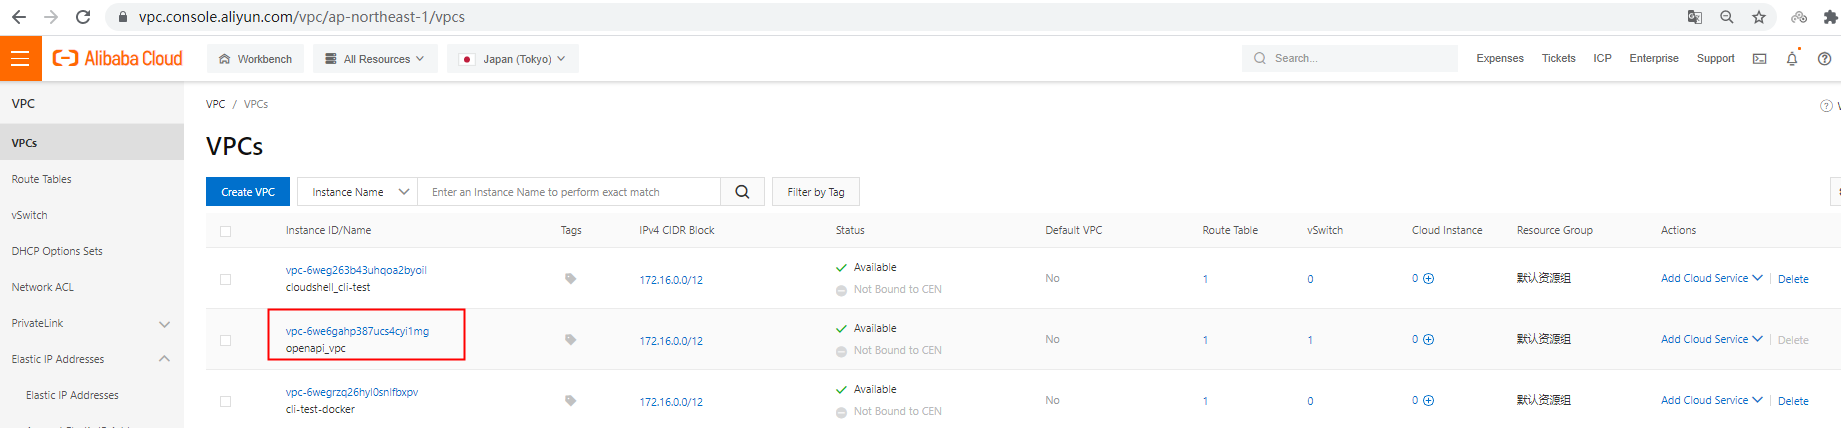 vpc.console.aliyun.com/vpc/ap-northeast-1/vpcs
Alibaba Cloud Workbench All Resources Japan (Tokyo) Search... Expenses Tickets ICP Enterprise Support
VPC
VPCs
Route Tables
vSwitch
DHCP Options Sets
Network ACL
PrivateLink
Elastic IP Addresses
Elastic IP Addresses
VPC / VPCs
VPCs
Create VPC Instance Name Enter an Instance Name to perform exact match Filter by Tag
Instance ID/Name Tags IPv4 CIDR Block Status Default VPC Route Table vSwitch Cloud Instance Resource Group Actions
vpc-6weg263b43uhqoa2byoil
cloudshell_cli-test
172.16.0.0/12
Available
Not Bound to CEN
No 1 0 0 默认资源组 Add Cloud Service Delete
vpc-6we6gahp387ucs4cyi1mg
openapi_vpc
172.16.0.0/12
Available
Not Bound to CEN
No 1 1 0 默认资源组 Add Cloud Service Delete
vpc-6wegrzq26hyl0snlfbxpv
cli-test-docker
172.16.0.0/12
Available
Not Bound to CEN
No 1 0 0 默认资源组 Add Cloud Service Delete